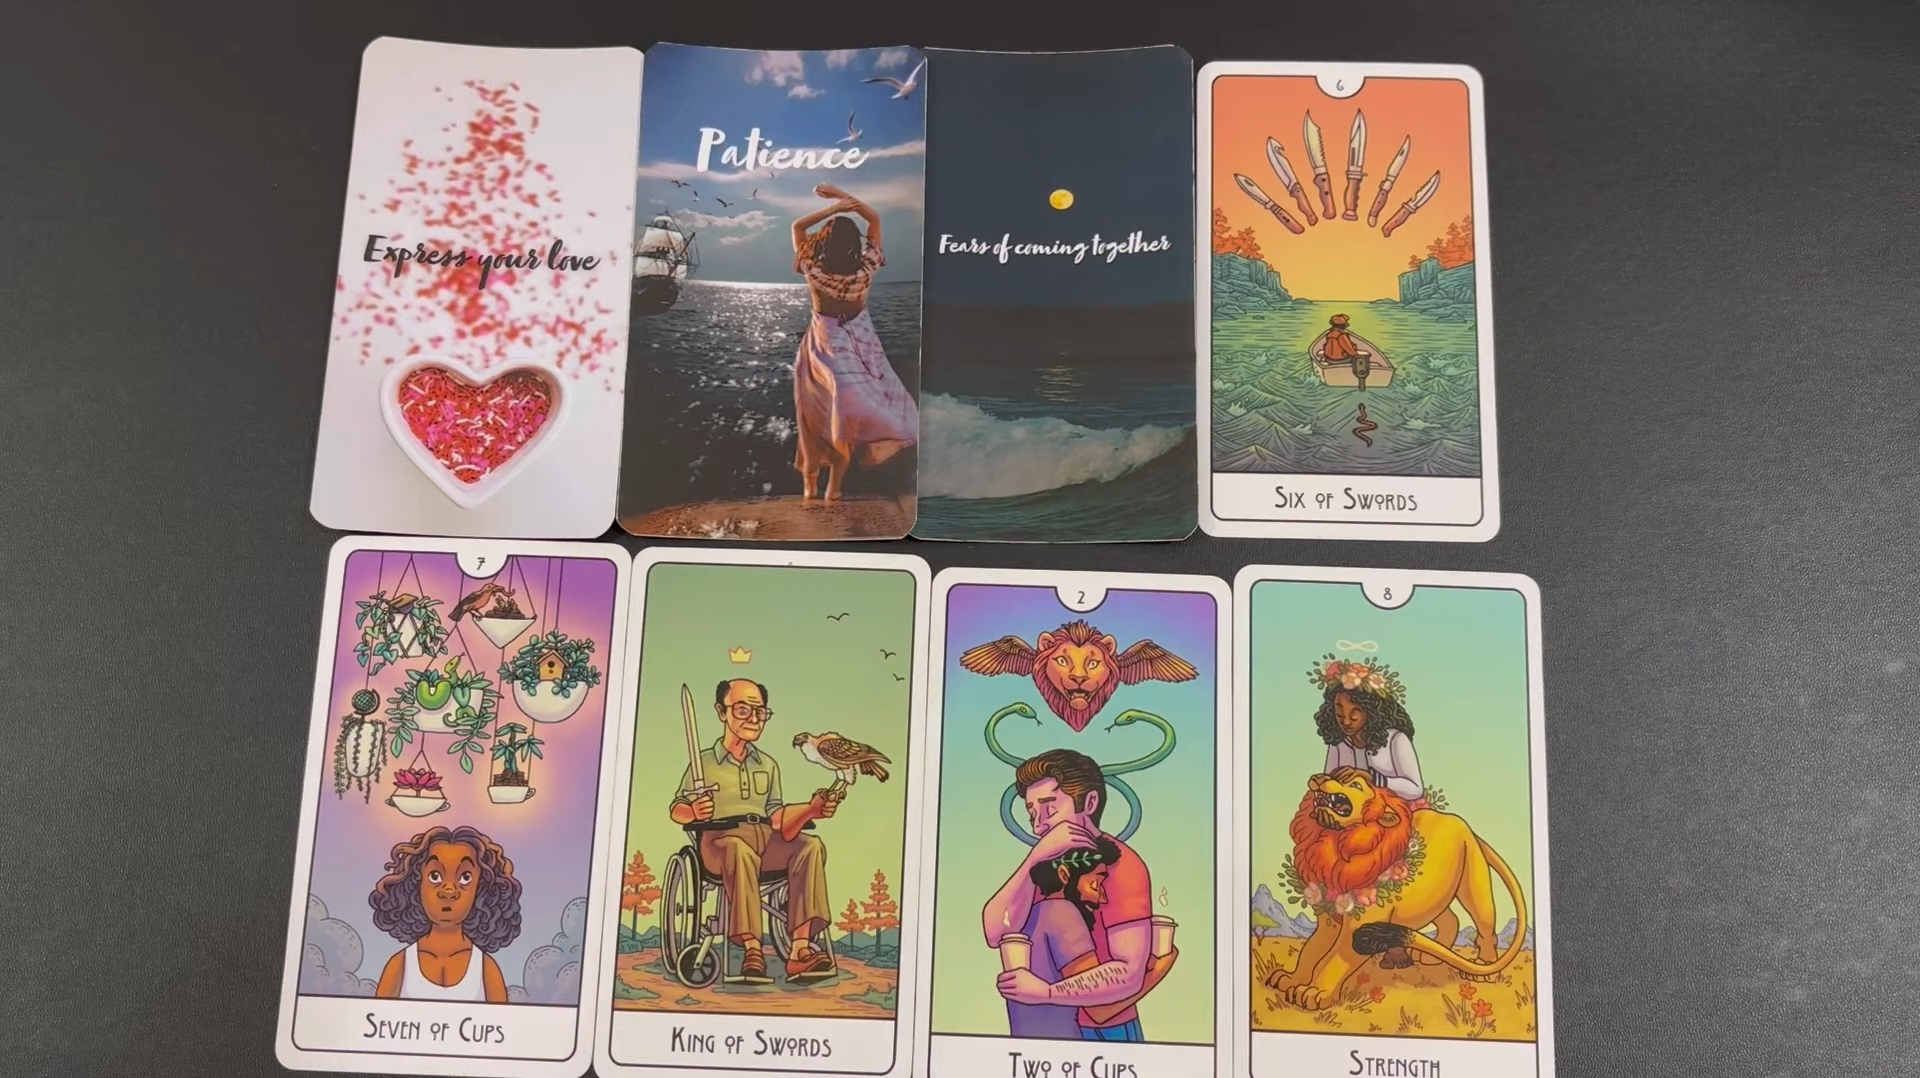 Express your love
Patience
Fears of coming together
6
Six of Swords
7
Seven of Cups
King of Swords
2
Two of Cups
8
Strength